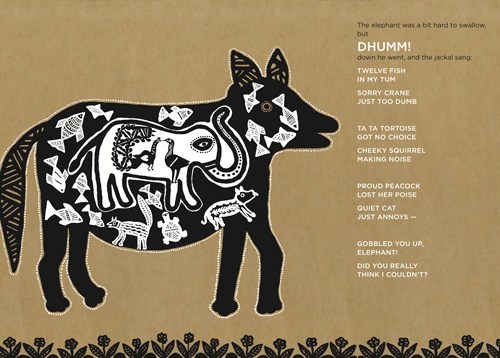 The elephant was a bit hard to swallow,
but
DHUMM!
down he went, and the jackal sang:
TWELVE FISH
IN MY TUM
SORRY CRANE
JUST TOO DUMB
TA TA TORTOISE
GOT NO CHOICE
CHEEKY SQUIRREL
MAKING NOISE
PROUD PEACOCK
LOST HER POISE
QUIET CAT
JUST ANNOYS —
GOBBLED YOU UP,
ELEPHANT!
DID YOU REALLY
THINK I COULDN'T?